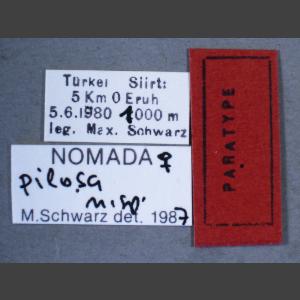 Türkei Siirt:
5 Km O Eruh
5.6.1980 1000 m
leg. Max. Schwarz
NOMADA ♀
pilosa
n.sp.
M.Schwarz det. 1987
PARATYPE